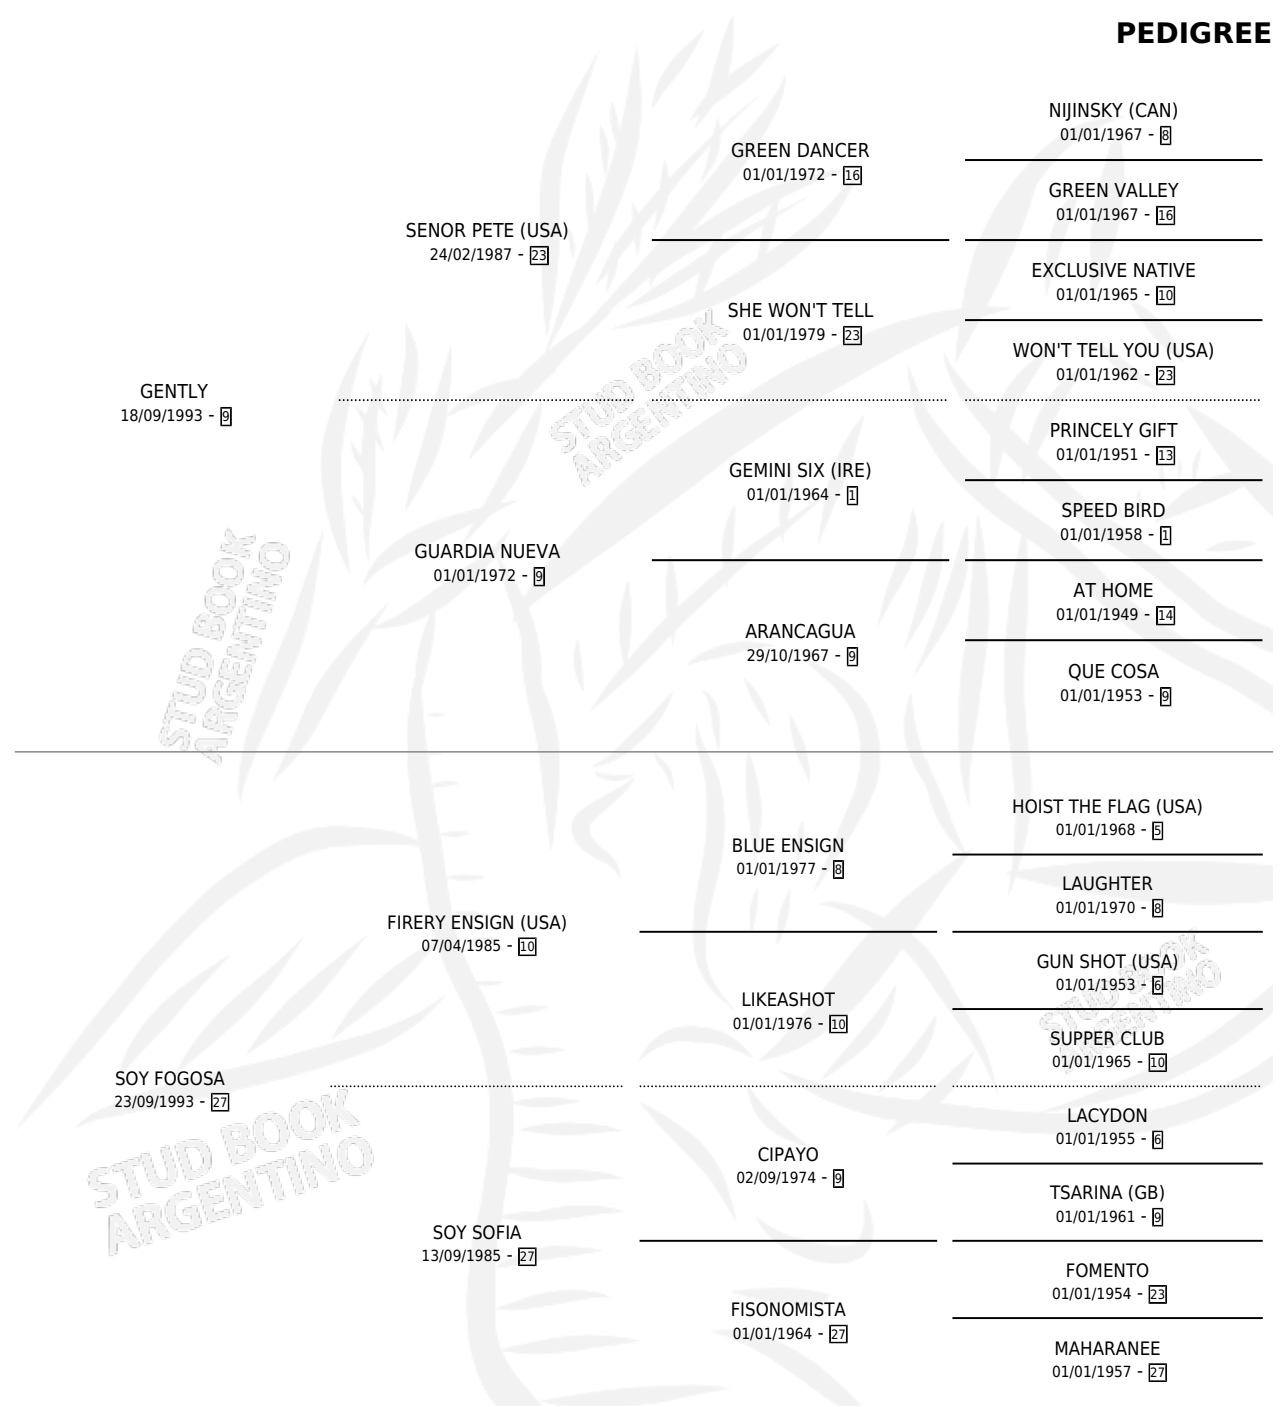 PEDIGREE
NIJINSKY (CAN)
01/01/1967 - 8
GREEN DANCER
01/01/1972 - 16
GREEN VALLEY
01/01/1967 - 16
SENOR PETE (USA)
24/02/1987 - 23
EXCLUSIVE NATIVE
01/01/1965 - 10
SHE WON'T TELL
01/01/1979 - 23
WON'T TELL YOU (USA)
01/01/1962 - 23
GENTLY
18/09/1993 - 9
PRINCELY GIFT
01/01/1951 - 13
GEMINI SIX (IRE)
01/01/1964 - 1
SPEED BIRD
01/01/1958 - 1
GUARDIA NUEVA
01/01/1972 - 9
AT HOME
01/01/1949 - 14
ARANCAGUA
29/10/1967 - 9
QUE COSA
01/01/1953 - 9
HOIST THE FLAG (USA)
01/01/1968 - 5
BLUE ENSIGN
01/01/1977 - 8
LAUGHTER
01/01/1970 - 8
FIRERY ENSIGN (USA)
07/04/1985 - 10
GUN SHOT (USA)
01/01/1953 - 6
LIKEASHOT
01/01/1976 - 10
SUPPER CLUB
01/01/1965 - 10
SOY FOGOSA
23/09/1993 - 27
LACYDON
01/01/1955 - 6
CIPAYO
02/09/1974 - 9
TSARINA (GB)
01/01/1961 - 9
SOY SOFIA
13/09/1985 - 27
FOMENTO
01/01/1954 - 23
FISONOMISTA
01/01/1964 - 27
MAHARANEE
01/01/1957 - 27
STUD BOOK
ARGENTINO
STUD BOOK
ARGENTINO
STUD BOOK
ARGENTINO
STUD BOOK
ARGENTINO